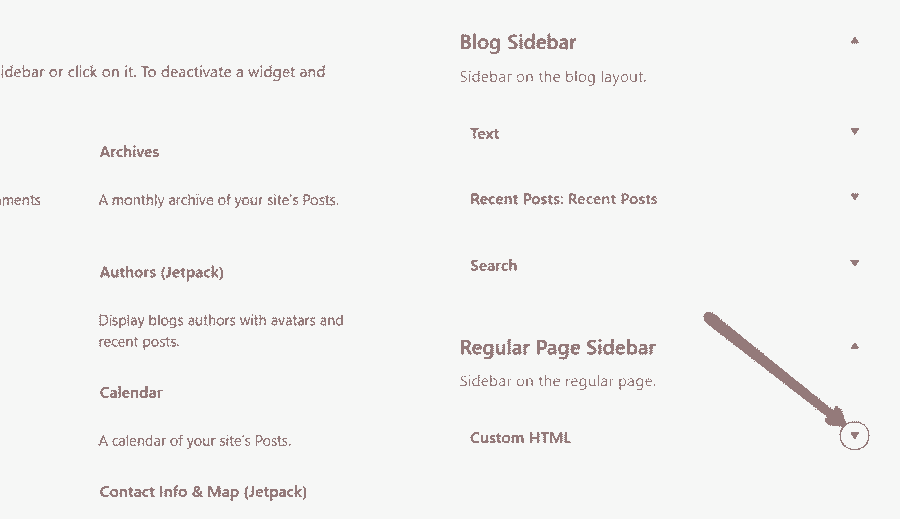 idebar or click on it. To deactivate a widget and
Archives
A monthly archive of your site's Posts.
Authors (Jetpack)
Display blogs authors with avatars and
recent posts.
Calendar
A calendar of your site's Posts.
Contact Info & Map (Jetpack)
Blog Sidebar
Sidebar on the blog layout.
Text
Recent Posts: Recent Posts
Search
Regular Page Sidebar
Sidebar on the regular page.
Custom HTML